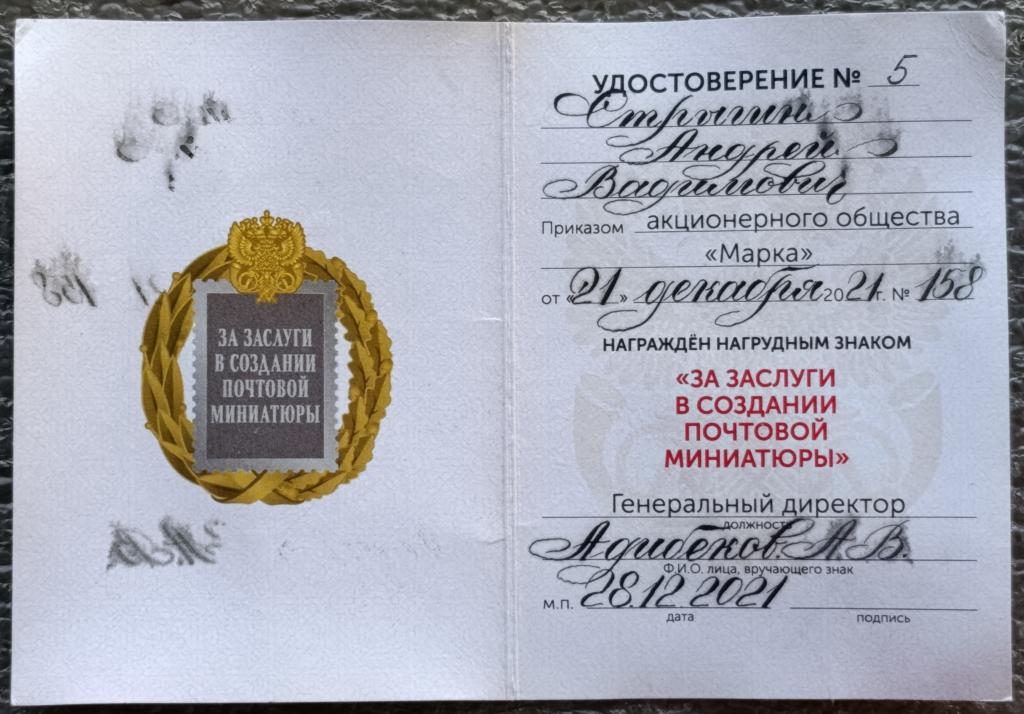 ЗА ЗАСЛУГИ
В СОЗДАНИИ
ПОЧТОВОЙ
МИНИАТЮРЫ
УДОСТОВЕРЕНИЕ № 5
Стрыгин
Андрей
Вадимович
Приказом акционерного общества
«Марка»
от «21» декабря 2021 г. № 158
НАГРАЖДЁН НАГРУДНЫМ ЗНАКОМ
«ЗА ЗАСЛУГИ
В СОЗДАНИИ
ПОЧТОВОЙ
МИНИАТЮРЫ»
Генеральный директор
должность
Адибеков А.В.
Ф.И.О. лица, вручающего знак
м.п. 28.12.2021
дата подпись